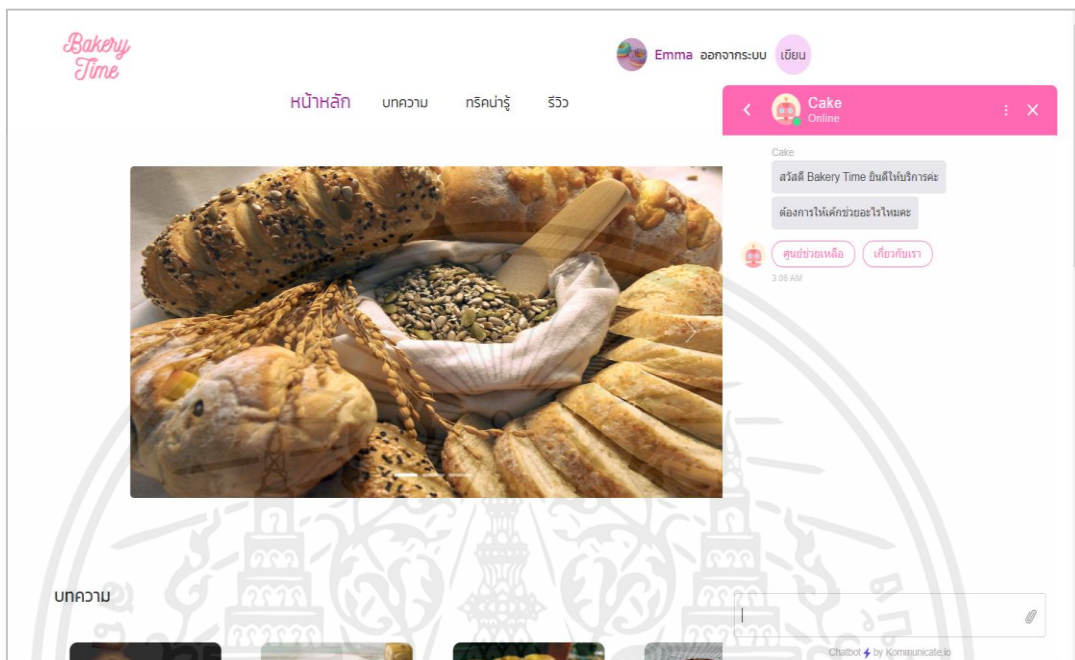 Bakery
Time
Emma ออกจากระบบ เขียน
หน้าหลัก บทความ ทริคน่ารู้ รีวิว
Cake
Online
Cake
สวัสดี Bakery Time ยินดีให้บริการค่ะ
ต้องการให้เค้กช่วยอะไรไหมคะ
ศูนย์ช่วยเหลือ เกี่ยวกับเรา
3:06 AM
บทความ
Chatbot by Kommunicate.io